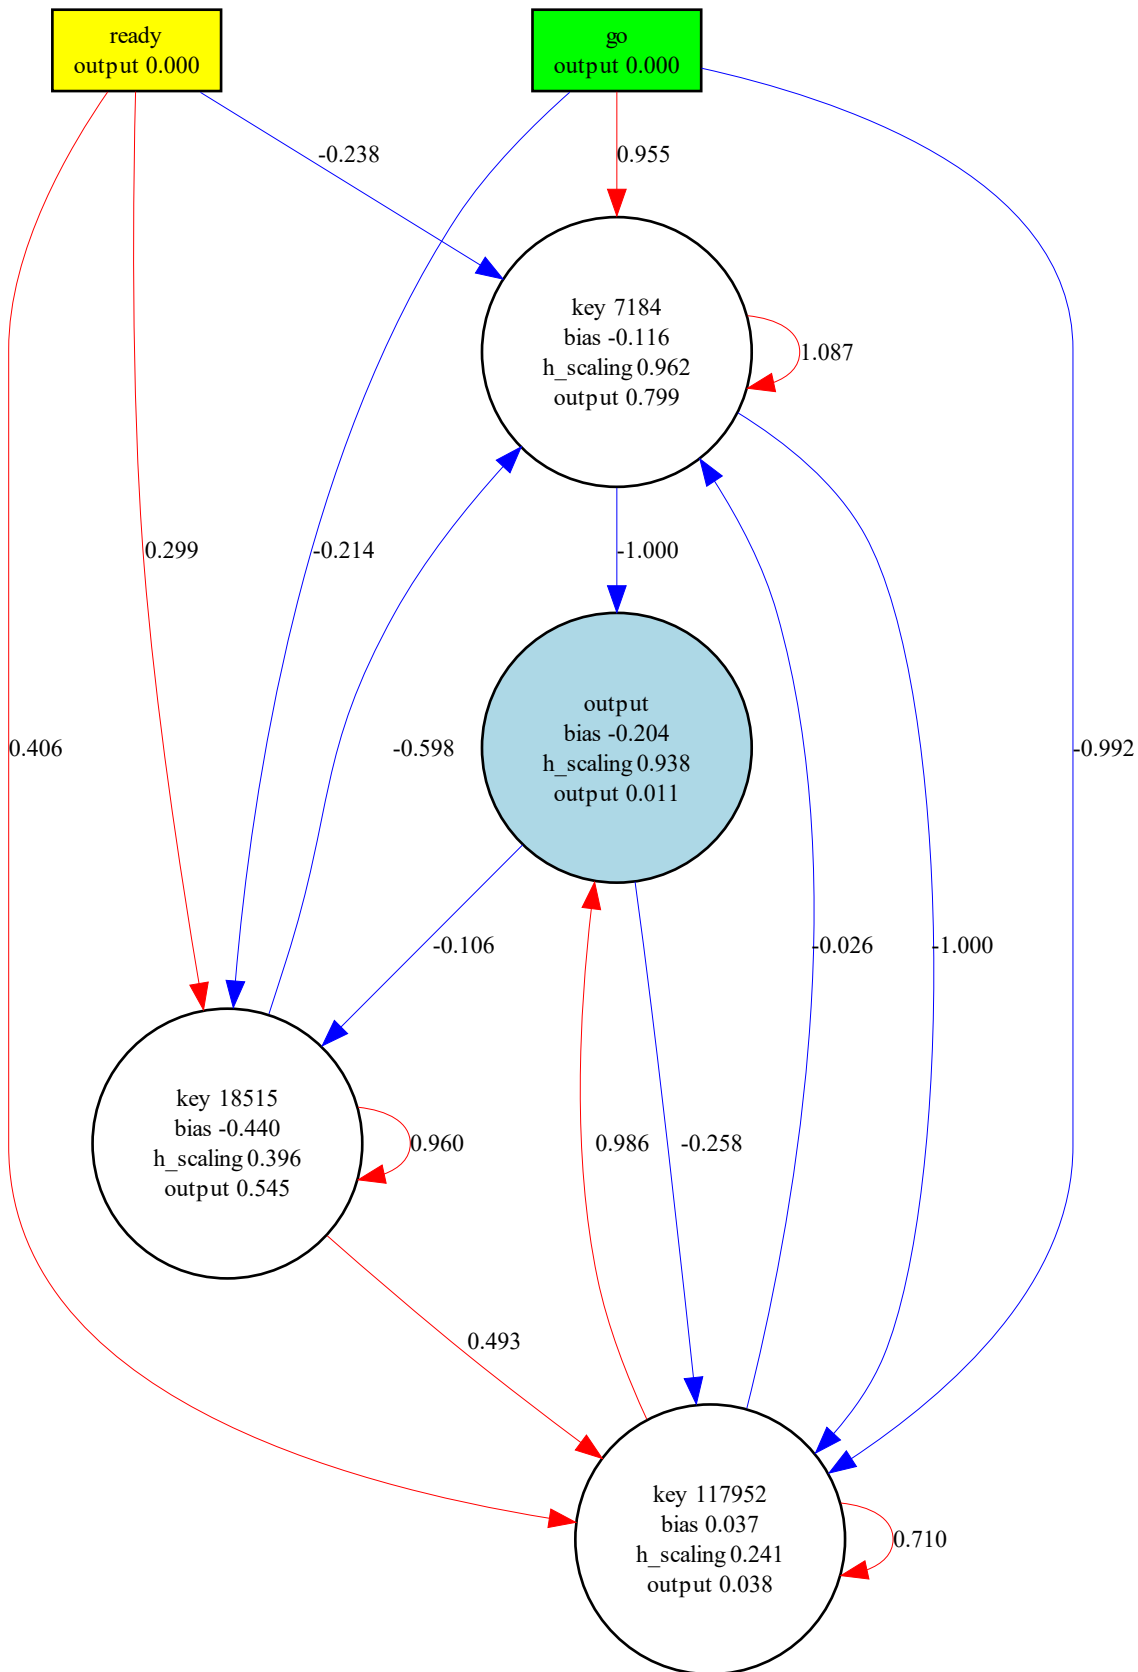 ready
output 0.000
go
output 0.000
-0.238
0.955
key 7184
bias -0.116
h_scaling 0.962
output 0.799
1.087
0.299
-0.214
-1.000
output
bias -0.204
h_scaling 0.938
output 0.011
0.406
-0.598
-0.992
-0.106
-0.026
-1.000
key 18515
bias -0.440
h_scaling 0.396
output 0.545
0.960
0.986
-0.258
0.493
key 117952
bias 0.037
h_scaling 0.241
output 0.038
0.710